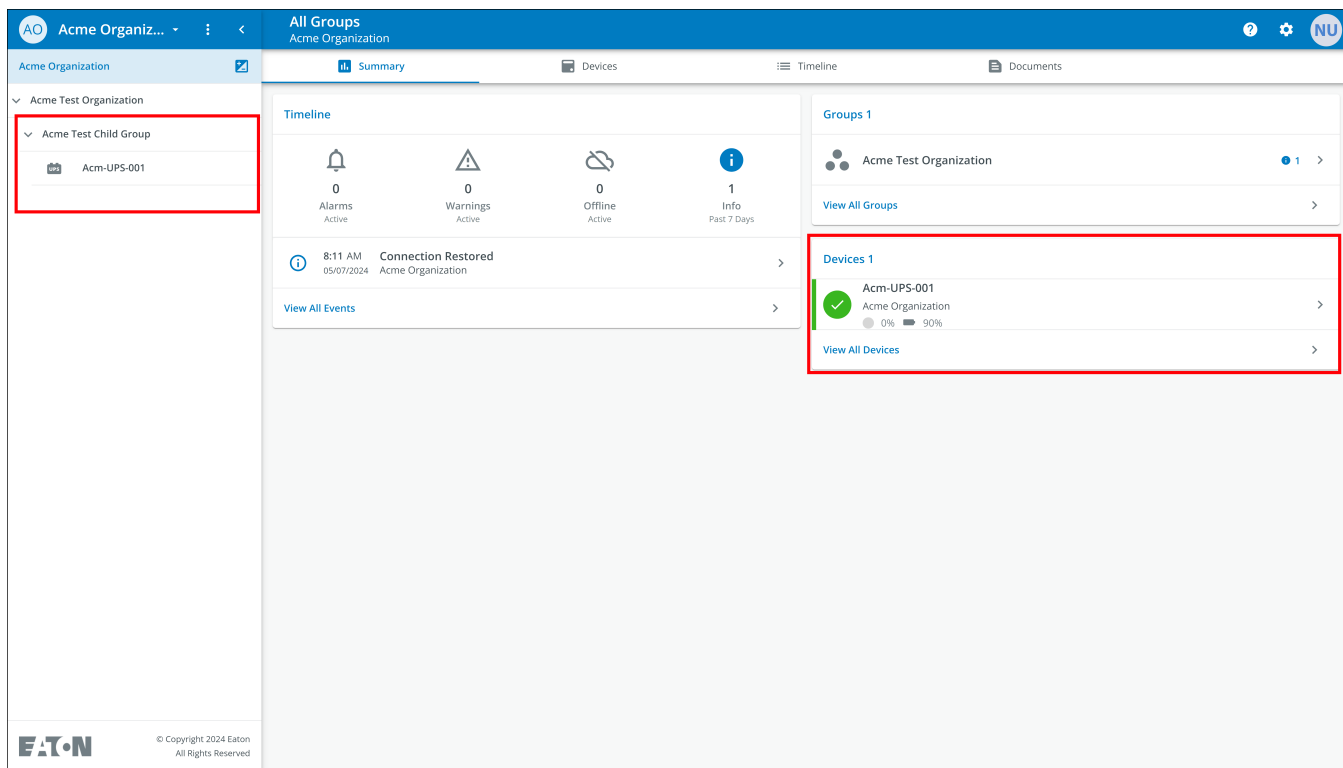 AO
Acme Organiz...
All Groups
Acme Organization
NU
Acme Organization
Summary
Devices
Timeline
Documents
Acme Test Organization
Acme Test Child Group
UPS
Acm-UPS-001
Timeline
0
Alarms
Active
0
Warnings
Active
0
Offline
Active
1
Info
Past 7 Days
8:11 AM
05/07/2024
Connection Restored
Acme Organization
View All Events
Groups 1
Acme Test Organization
1
View All Groups
Devices 1
Acm-UPS-001
Acme Organization
0% 90%
View All Devices
EATON
© Copyright 2024 Eaton
All Rights Reserved